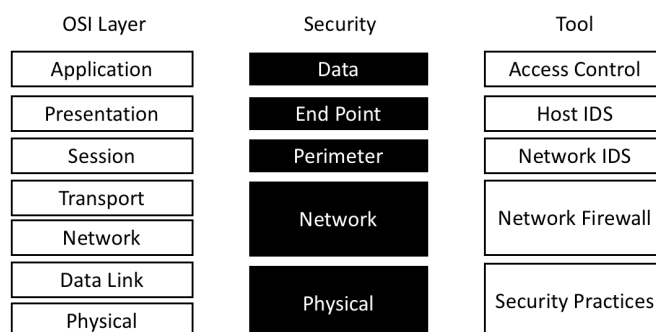 OSI Layer Security Tool
Application Data Access Control
Presentation End Point Host IDS
Session Perimeter Network IDS
Transport
Network Network Network Firewall
Data Link
Physical Physical Security Practices